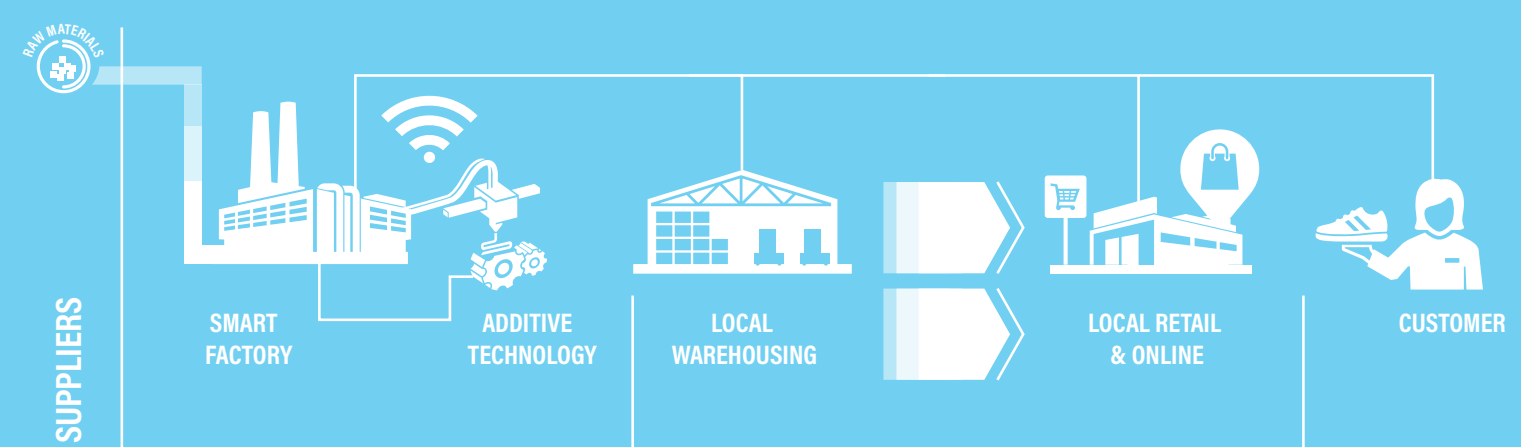 RAW MATERIALS
SUPPLIERS
SMART
FACTORY
ADDITIVE
TECHNOLOGY
LOCAL
WAREHOUSING
LOCAL RETAIL
& ONLINE
CUSTOMER